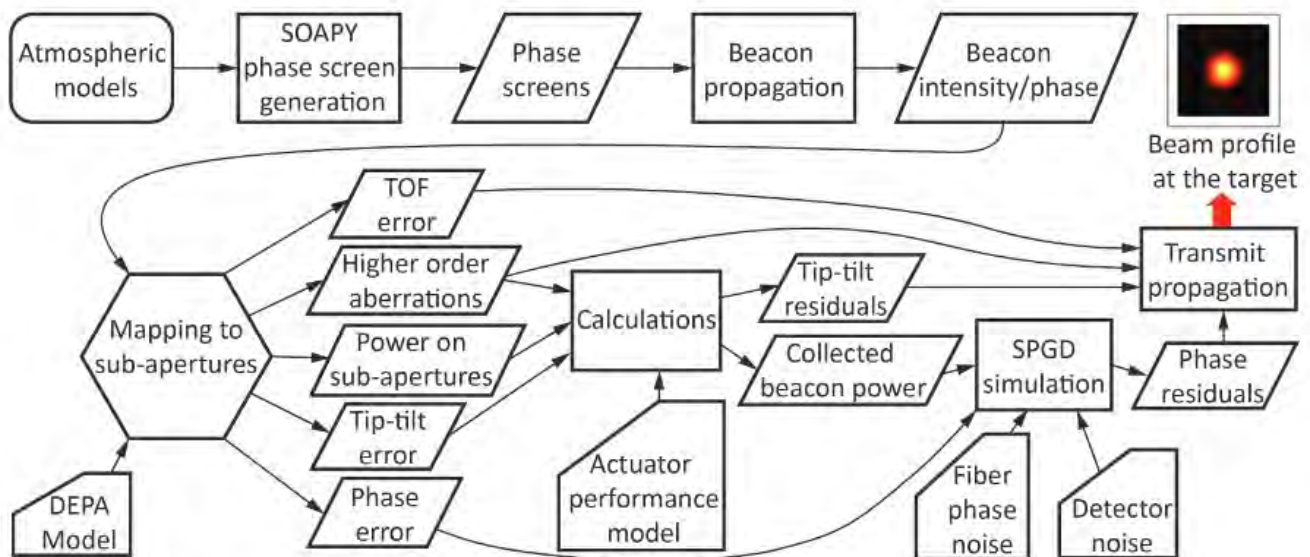 Atmospheric
models
SOAPY
phase screen
generation
Phase
screens
Beacon
propagation
Beacon
intensity/phase
Beam profile
at the target
TOF
error
Higher order
aberrations
Mapping to
sub-apertures
Power on
sub-apertures
Tip-tilt
error
Phase
error
DEPA
Model
Calculations
Actuator
performance
model
Tip-tilt
residuals
Collected
beacon power
SPGD
simulation
Transmit
propagation
Phase
residuals
Fiber
phase
noise
Detector
noise